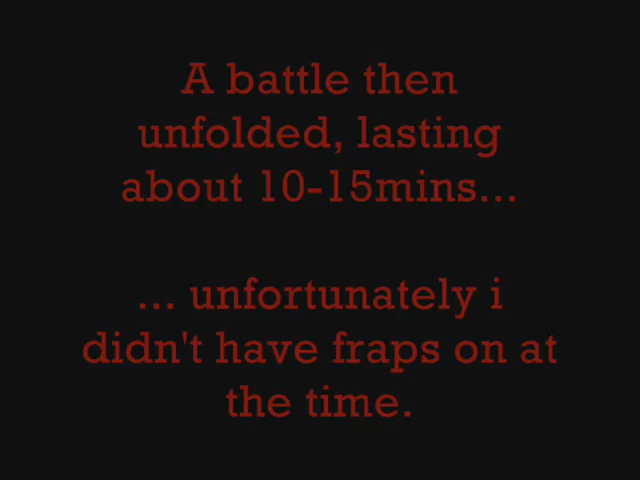 A battle then
unfolded, lasting
about 10-15mins...
... unfortunately i
didn't have fraps on at
the time.